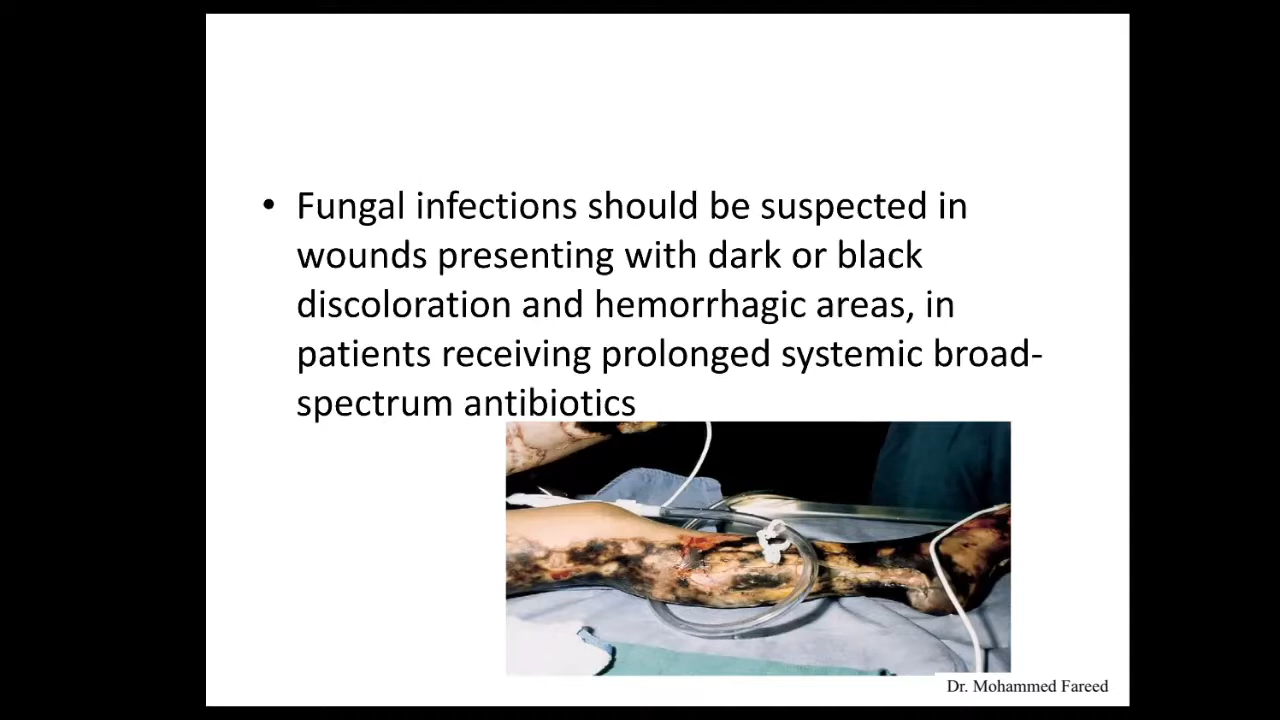 • Fungal infections should be suspected in
wounds presenting with dark or black
discoloration and hemorrhagic areas, in
patients receiving prolonged systemic broad-
spectrum antibiotics
Dr. Mohammed Fareed